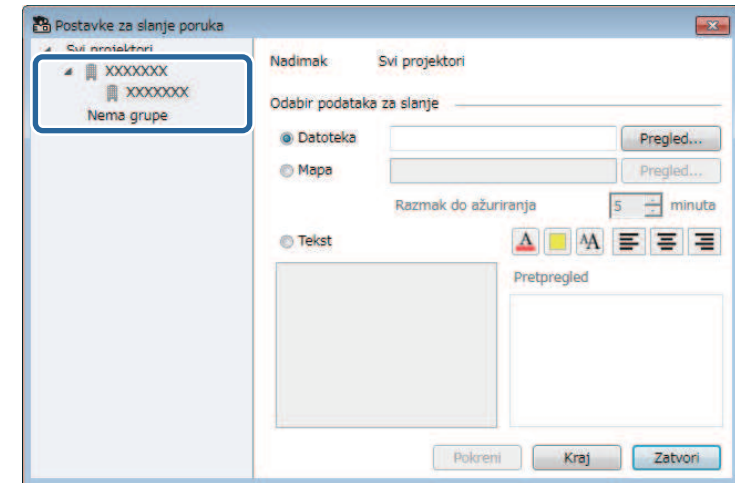 Postavke za slanje poruka
Svi projektori
XXXXXXX
XXXXXXX
Nema grupe
Nadimak Svi projektori
Odabir podataka za slanje
Datoteka Pregled...
Mapa Pregled...
Razmak do ažuriranja 5 minuta
Tekst A AA
Pretpregled
Pokreni Kraj Zatvori